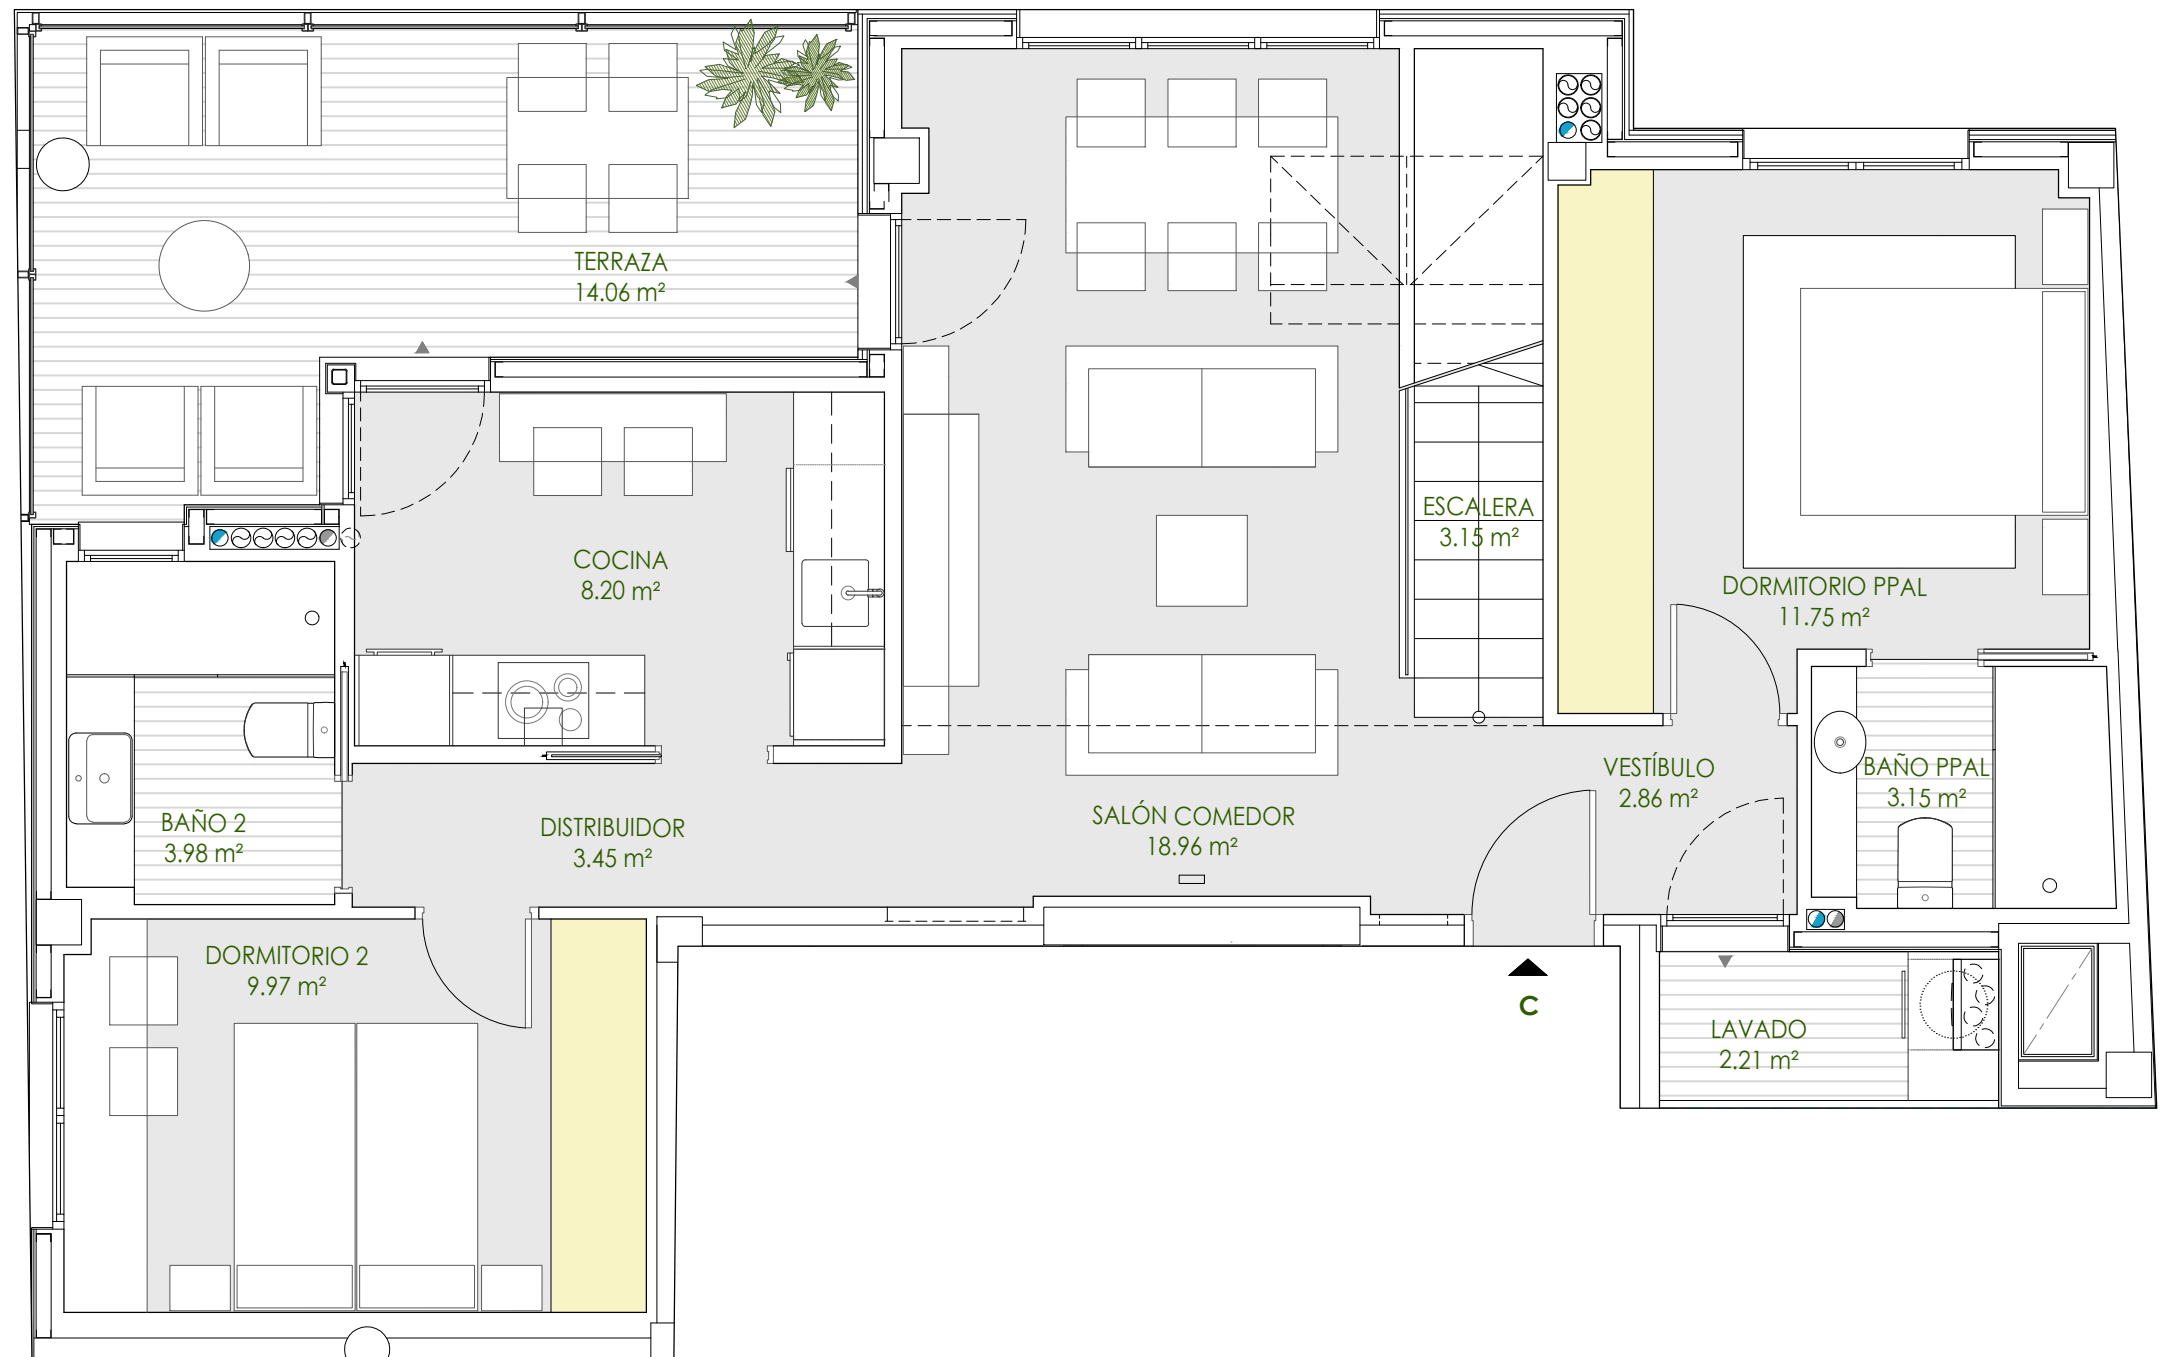 TERRAZA
14.06 m²
ESCALERA
3.15 m²
COCINA
8.20 m²
DORMITORIO PPAL
11.75 m²
VESTÍBULO
2.86 m²
BAÑO PPAL
3.15 m²
SALÓN COMEDOR
18.96 m²
BAÑO 2
3.98 m²
DISTRIBUIDOR
3.45 m²
DORMITORIO 2
9.97 m²
C
LAVADO
2.21 m²